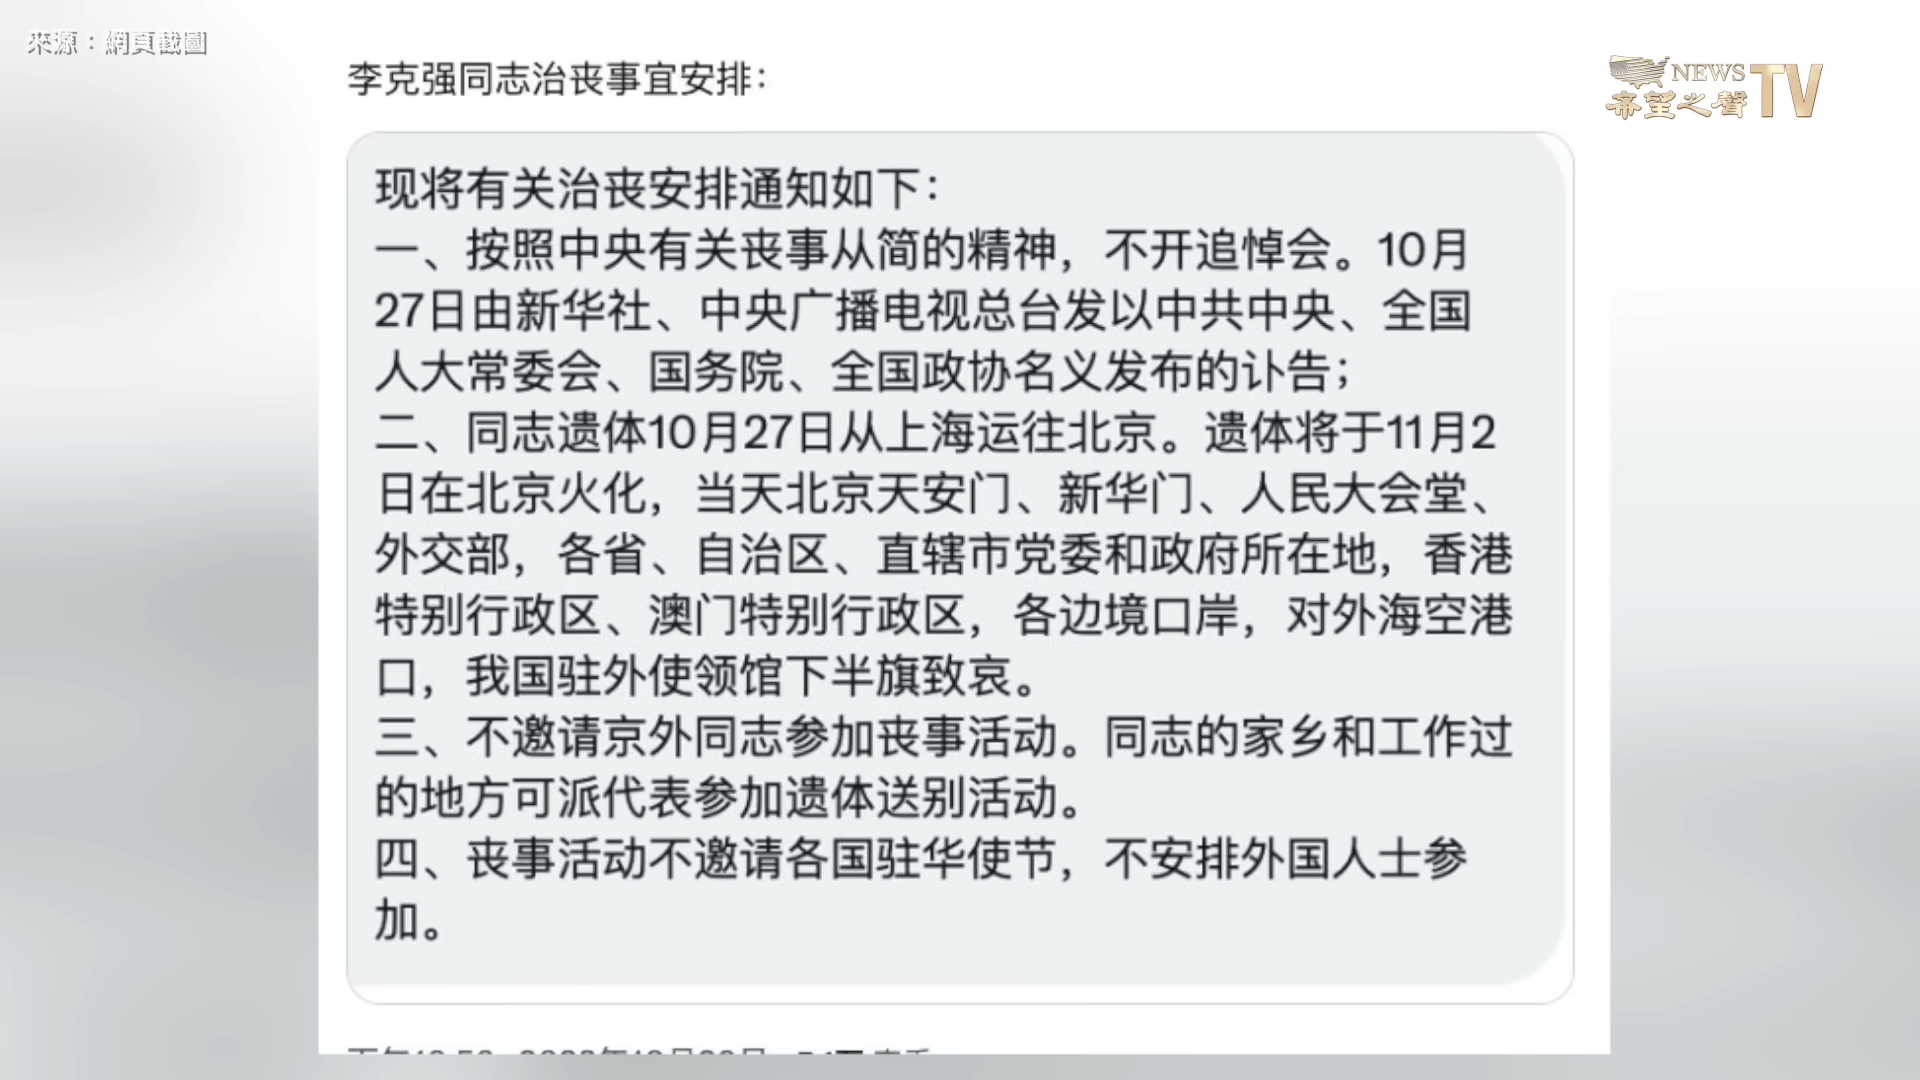 來源：網頁截圖
NEWS
希望之聲TV
李克强同志治丧事宜安排：
现将有关治丧安排通知如下：
一、按照中央有关丧事从简的精神，不开追悼会。10月
27日由新华社、中央广播电视总台发以中共中央、全国
人大常委会、国务院、全国政协名义发布的讣告；
二、同志遗体10月27日从上海运往北京。遗体将于11月2
日在北京火化，当天北京天安门、新华门、人民大会堂、
外交部，各省、自治区、直辖市党委和政府所在地，香港
特别行政区、澳门特别行政区，各边境口岸，对外海空港
口，我国驻外使领馆下半旗致哀。
三、不邀请京外同志参加丧事活动。同志的家乡和工作过
的地方可派代表参加遗体送别活动。
四、丧事活动不邀请各国驻华使节，不安排外国人士参
加。